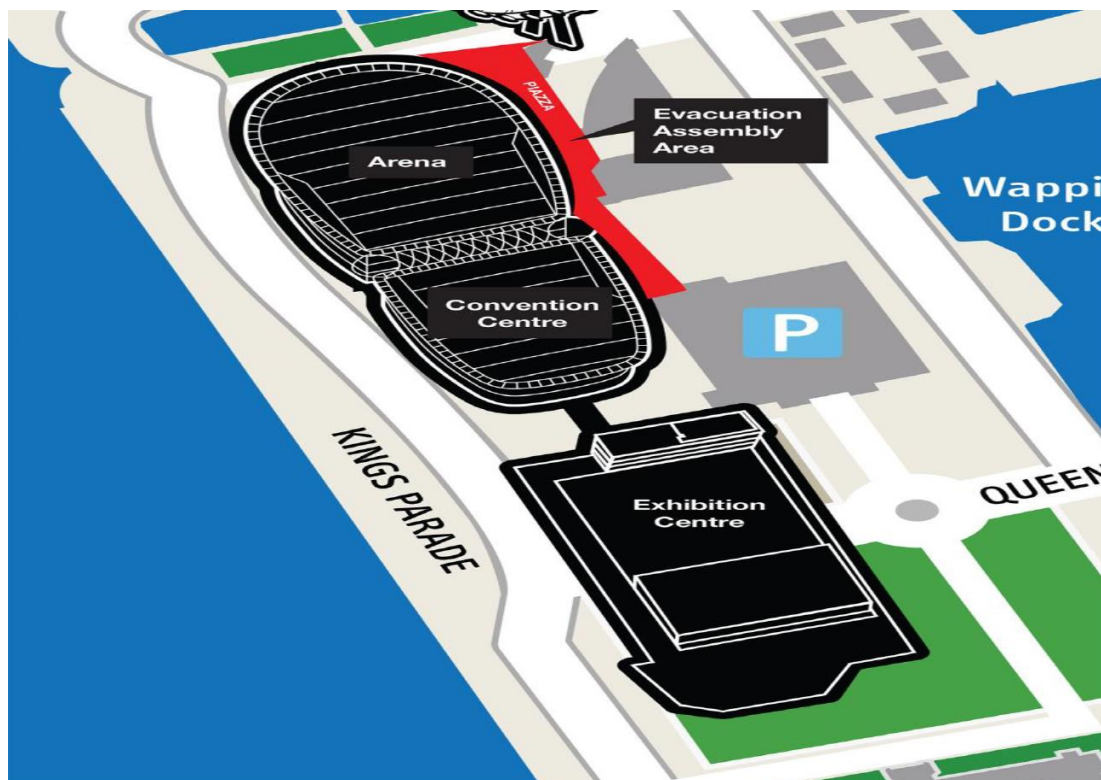 PIAZZA
Evacuation
Assembly
Area
Arena
Wappi
Dock
Convention
Centre
P
KINGS PARADE
Exhibition
Centre
QUEEN